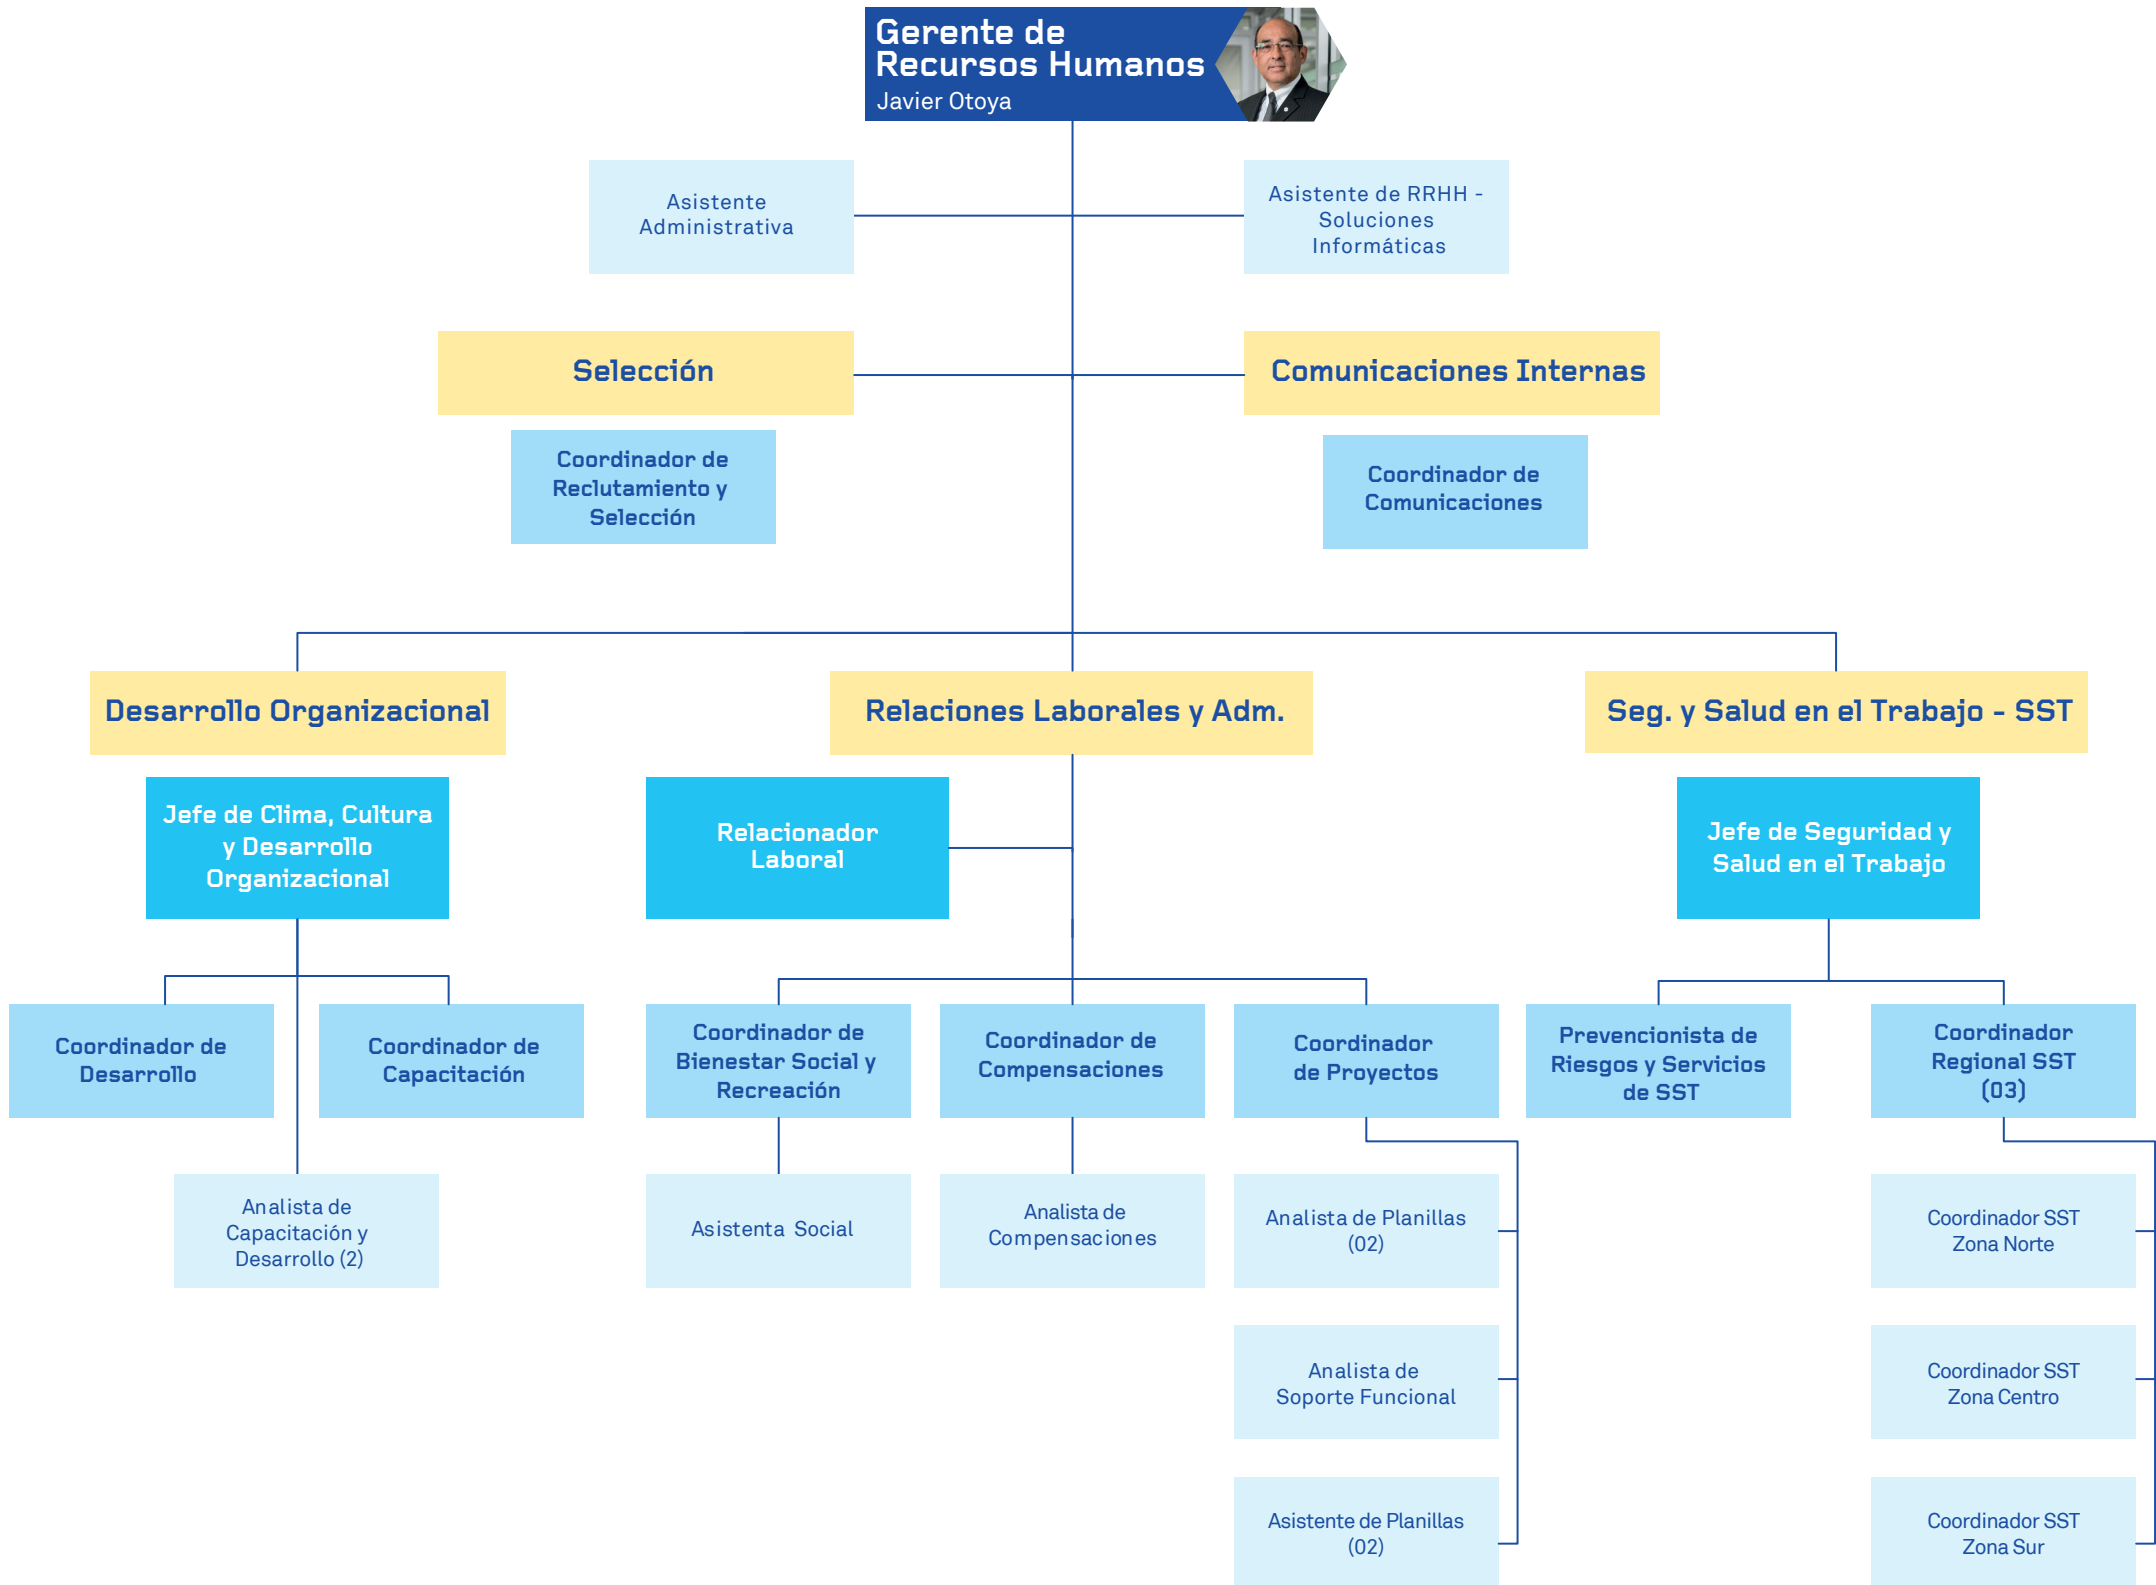 Gerente de
Recursos Humanos
Javier Otoya
Asistente
Administrativa
Asistente de RRHH -
Soluciones
Informáticas
Selección
Comunicaciones Internas
Coordinador de
Reclutamiento y
Selección
Coordinador de
Comunicaciones
Desarrollo Organizacional
Relaciones Laborales y Adm.
Seg. y Salud en el Trabajo - SST
Jefe de Clima, Cultura
y Desarrollo
Organizacional
Relacionador
Laboral
Jefe de Seguridad y
Salud en el Trabajo
Coordinador de
Desarrollo
Coordinador de
Capacitación
Coordinador de
Bienestar Social y
Recreación
Coordinador de
Compensaciones
Coordinador
de Proyectos
Prevencionista de
Riesgos y Servicios
de SST
Coordinador
Regional SST
(03)
Analista de
Capacitación y
Desarrollo (2)
Asistenta Social
Analista de
Compensaciones
Analista de Planillas
(02)
Coordinador SST
Zona Norte
Analista de
Soporte Funcional
Coordinador SST
Zona Centro
Asistente de Planillas
(02)
Coordinador SST
Zona Sur